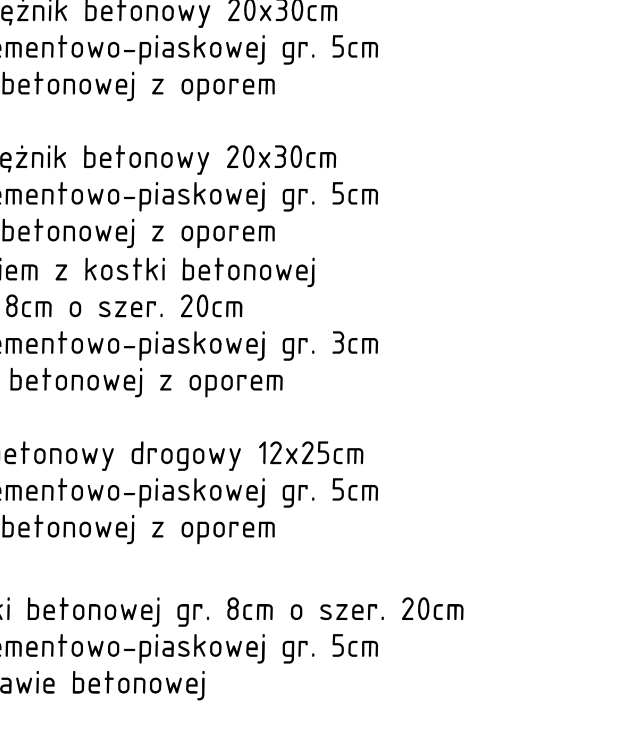 ężnik betonowy 20x30cm
ementowo-piaskowej gr. 5cm
betonowej z oporem
ężnik betonowy 20x30cm
ementowo-piaskowej gr. 5cm
betonowej z oporem
iem z kostki betonowej
8cm o szer. 20cm
ementowo-piaskowej gr. 3cm
betonowej z oporem
betonowy drogowy 12x25cm
ementowo-piaskowej gr. 5cm
betonowej z oporem
ki betonowej gr. 8cm o szer. 20cm
ementowo-piaskowej gr. 5cm
awie betonowej